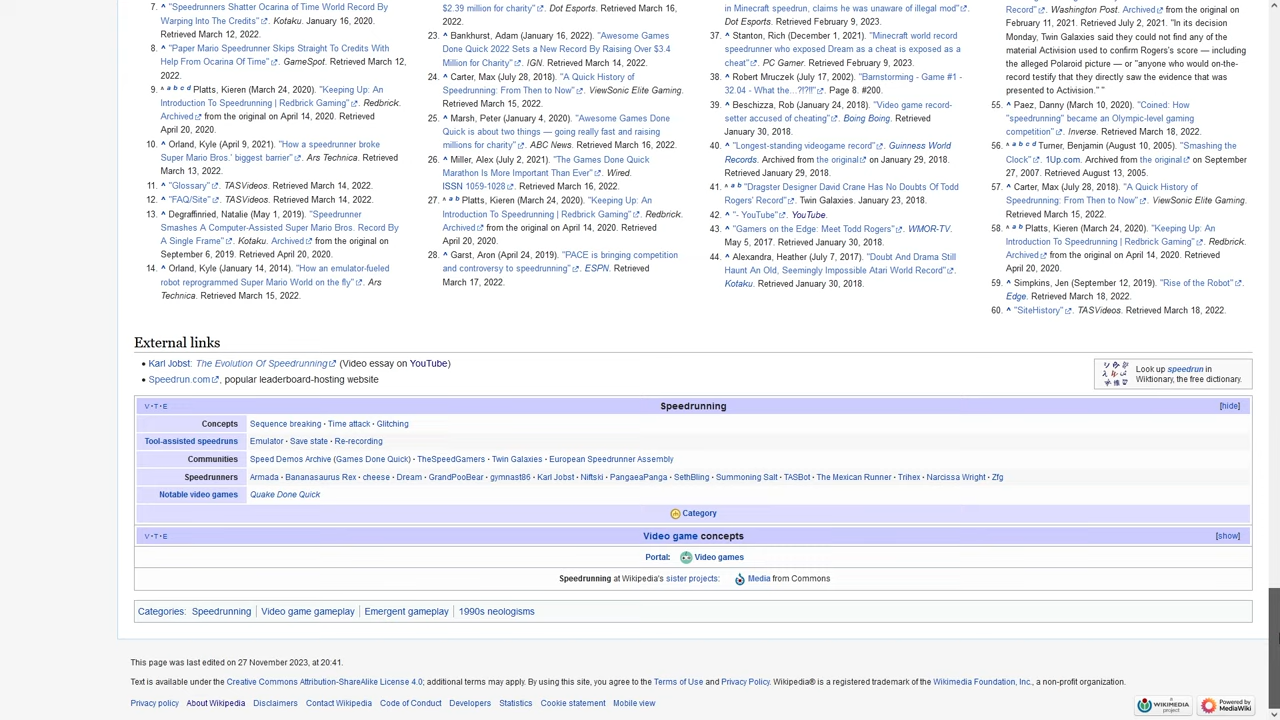 7. "Speedrunners Shatter Ocarina of Time World Record By
Warping Into The Credits". Kotaku. January 16, 2020.
Retrieved March 12, 2022.
8. ^ "Paper Mario Speedrunner Skips Straight To Credits With
Help From Ocarina Of Time". GameSpot. Retrieved March 12,
2022.
9. ^ a b c d Platts, Kieren (March 24, 2020). "Keeping Up: An
Introduction To Speedrunning | Redbrick Gaming". Redbrick.
Archived from the original on April 14, 2020. Retrieved
April 20, 2020.
10. ^ Orland, Kyle (April 9, 2021). "How a speedrunner broke
Super Mario Bros.' biggest barrier". Ars Technica. Retrieved
March 13, 2022.
11. ^ "Glossary". TASVideos. Retrieved March 14, 2022.
12. ^ "FAQ/Site". TASVideos. Retrieved March 14, 2022.
13. ^ Degraffinried, Natalie (May 1, 2019). "Speedrunner
Smashes A Computer-Assisted Super Mario Bros. Record By
A Single Frame". Kotaku. Archived from the original on
September 6, 2019. Retrieved April 20, 2020.
14. ^ Orland, Kyle (January 14, 2014). "How an emulator-fueled
robot reprogrammed Super Mario World on the fly". Ars
Technica. Retrieved March 15, 2022.
$2.39 million for charity". Dot Esports. Retrieved March 16,
2022.
23. ^ Bankhurst, Adam (January 16, 2022). "Awesome Games
Done Quick 2022 Sets a New Record By Raising Over $3.4
Million for Charity". IGN. Retrieved March 14, 2022.
24. ^ Carter, Max (July 28, 2018). "A Quick History of
Speedrunning: From Then to Now". ViewSonic Elite Gaming.
Retrieved March 15, 2022.
25. ^ Marsh, Peter (January 4, 2020). "Awesome Games Done
Quick is about two things — going really fast and raising
millions for charity". ABC News. Retrieved March 16, 2022.
26. ^ Miller, Alex (July 2, 2021). "The Games Done Quick
Marathon Is More Important Than Ever". Wired.
ISSN 1059-1028. Retrieved March 16, 2022.
27. ^ a b Platts, Kieren (March 24, 2020). "Keeping Up: An
Introduction To Speedrunning | Redbrick Gaming". Redbrick.
Archived from the original on April 14, 2020. Retrieved
April 20, 2020.
28. ^ Garst, Aron (April 24, 2019). "PACE is bringing competition
and controversy to speedrunning". ESPN. Retrieved
March 17, 2022.
in Minecraft speedrun, claims he was unaware of illegal mod".
Dot Esports. Retrieved February 9, 2023.
37. ^ Stanton, Rich (December 1, 2021). "Minecraft world record
speedrunner who exposed Dream as a cheat is exposed as a
cheat". PC Gamer. Retrieved February 9, 2023.
38. ^ Robert Mruczek (July 17, 2002). "Barnstorming - Game #1 -
32.04 - What the...?!?!!". Page 8. #200.
39. ^ Beschizza, Rob (January 24, 2018). "Video game record-
setter accused of cheating". Boing Boing. Retrieved
January 30, 2018.
40. ^ "Longest-standing videogame record". Guinness World
Records. Archived from the original on January 29, 2018.
Retrieved January 29, 2018.
41. ^ a b "Dragster Designer David Crane Has No Doubts Of Todd
Rogers' Record". Twin Galaxies. January 23, 2018.
42. ^ "- YouTube". YouTube.
43. ^ "Gamers on the Edge: Meet Todd Rogers". WMOR-TV.
May 5, 2017. Retrieved January 30, 2018.
44. ^ Alexandra, Heather (July 7, 2017). "Doubt And Drama Still
Haunt An Old, Seemingly Impossible Atari World Record".
Kotaku. Retrieved January 30, 2018.
Record". Washington Post. Archived from the original on
February 11, 2021. Retrieved July 2, 2021. "In its decision
Monday, Twin Galaxies said they could not find any of the
material Activision used to confirm Rogers's score — including
the alleged Polaroid picture — or "anyone who would on-the-
record testify that they directly saw the evidence that was
presented to Activision." "
55. ^ Paez, Danny (March 10, 2020). "Coined: How
"speedrunning" became an Olympic-level gaming
competition". Inverse. Retrieved March 18, 2022.
56. ^ a b c d Turner, Benjamin (August 10, 2005). "Smashing the
Clock". 1Up.com. Archived from the original on September
27, 2007. Retrieved August 13, 2005.
57. ^ Carter, Max (July 28, 2018). "A Quick History of
Speedrunning: From Then to Now". ViewSonic Elite Gaming.
Retrieved March 15, 2022.
58. ^ a b Platts, Kieren (March 24, 2020). "Keeping Up: An
Introduction To Speedrunning | Redbrick Gaming". Redbrick.
Archived from the original on April 14, 2020. Retrieved
April 20, 2020.
59. ^ Simpkins, Jen (September 12, 2019). "Rise of the Robot".
Edge. Retrieved March 18, 2022.
60. ^ "SiteHistory". TASVideos. Retrieved March 18, 2022.
External links
• Karl Jobst: The Evolution Of Speedrunning (Video essay on YouTube)
• Speedrun.com, popular leaderboard-hosting website
Look up speedrun in
Wiktionary, the free dictionary.
V·T·E Speedrunning [hide]
Concepts Sequence breaking · Time attack · Glitching
Tool-assisted speedruns Emulator · Save state · Re-recording
Communities Speed Demos Archive (Games Done Quick) · TheSpeedGamers · Twin Galaxies · European Speedrunner Assembly
Speedrunners Armada · Bananasaurus Rex · cheese · Dream · GrandPooBear · gymnast86 · Karl Jobst · Niftski · PangaeaPanga · SethBling · Summoning Salt · TASBot · The Mexican Runner · Trihex · Narcissa Wright · Zfg
Notable video games Quake Done Quick
Category
V·T·E Video game concepts [show]
Portal: Video games
Speedrunning at Wikipedia's sister projects: Media from Commons
Categories: Speedrunning | Video game gameplay | Emergent gameplay | 1990s neologisms
This page was last edited on 27 November 2023, at 20:41.
Text is available under the Creative Commons Attribution-ShareAlike License 4.0; additional terms may apply. By using this site, you agree to the Terms of Use and Privacy Policy. Wikipedia® is a registered trademark of the Wikimedia Foundation, Inc., a non-profit organization.
Privacy policy About Wikipedia Disclaimers Contact Wikipedia Code of Conduct Developers Statistics Cookie statement Mobile view
WIKIMEDIA project
Powered by MediaWiki